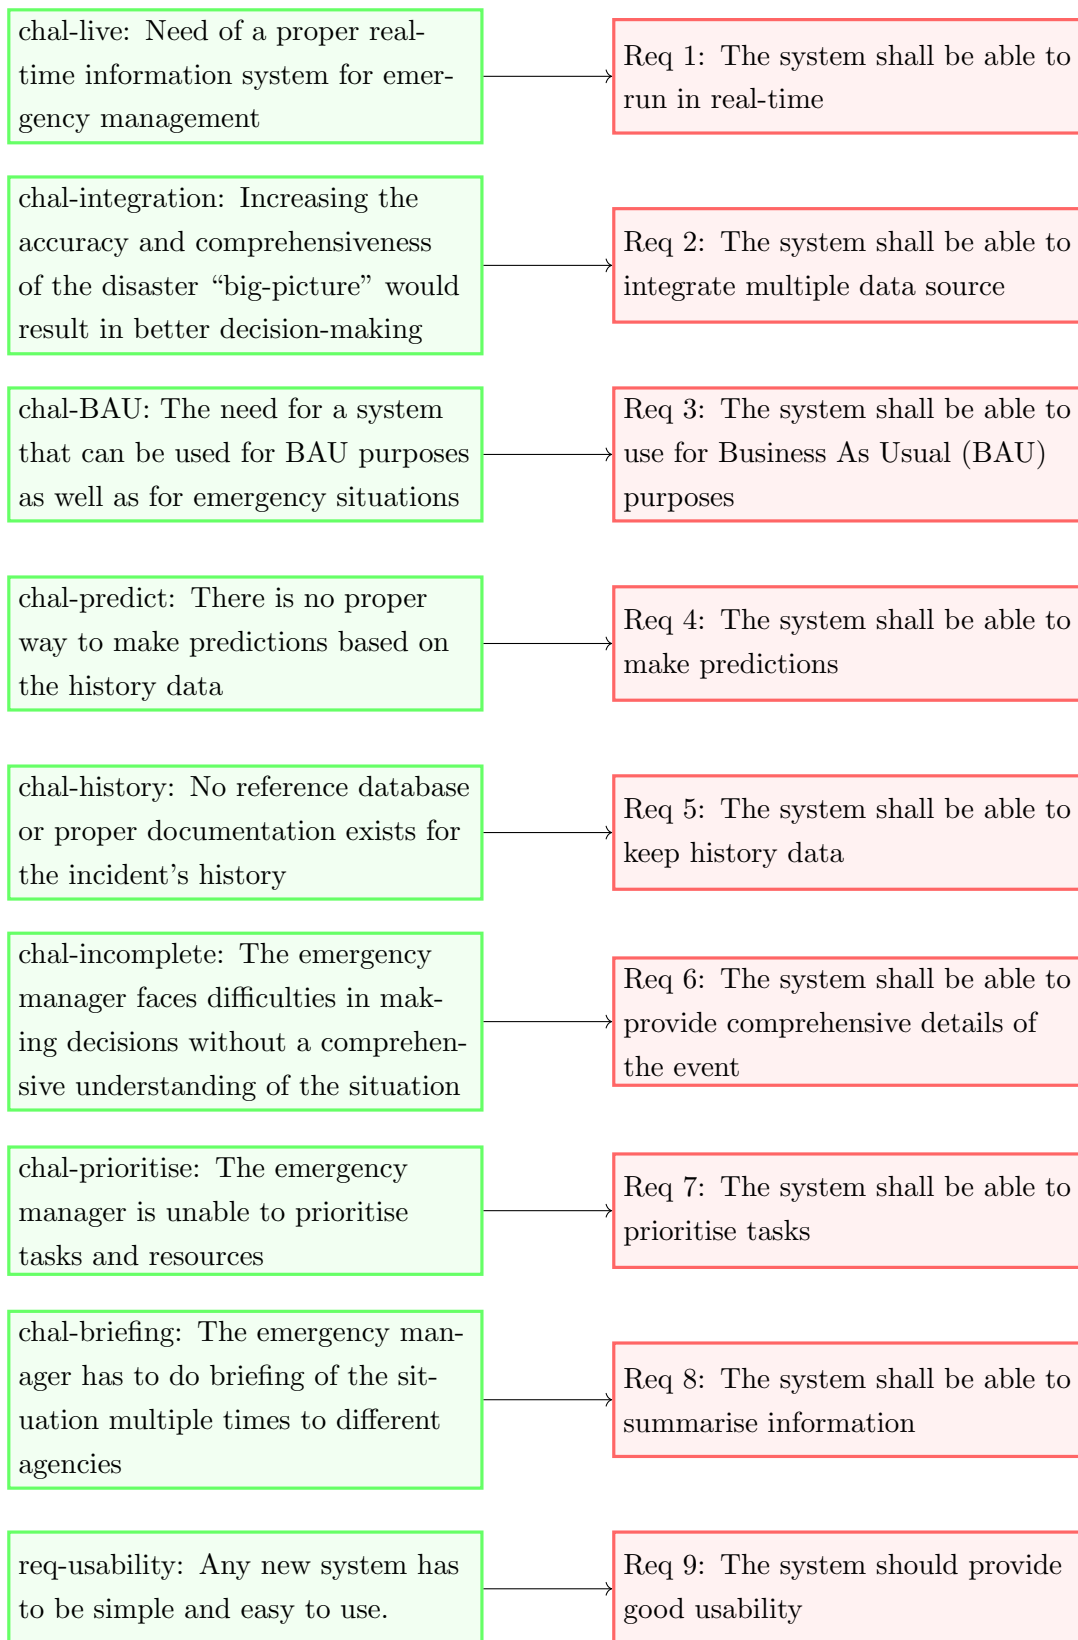 chal-live: Need of a proper real-
time information system for emer-
gency management
Req 1: The system shall be able to
run in real-time
chal-integration: Increasing the
accuracy and comprehensiveness
of the disaster “big-picture” would
result in better decision-making
Req 2: The system shall be able to
integrate multiple data source
chal-BAU: The need for a system
that can be used for BAU purposes
as well as for emergency situations
Req 3: The system shall be able to
use for Business As Usual (BAU)
purposes
chal-predict: There is no proper
way to make predictions based on
the history data
Req 4: The system shall be able to
make predictions
chal-history: No reference database
or proper documentation exists for
the incident’s history
Req 5: The system shall be able to
keep history data
chal-incomplete: The emergency
manager faces difficulties in mak-
ing decisions without a comprehen-
sive understanding of the situation
Req 6: The system shall be able to
provide comprehensive details of
the event
chal-prioritise: The emergency
manager is unable to prioritise
tasks and resources
Req 7: The system shall be able to
prioritise tasks
chal-briefing: The emergency man-
ager has to do briefing of the sit-
uation multiple times to different
agencies
Req 8: The system shall be able to
summarise information
req-usability: Any new system has
to be simple and easy to use.
Req 9: The system should provide
good usability